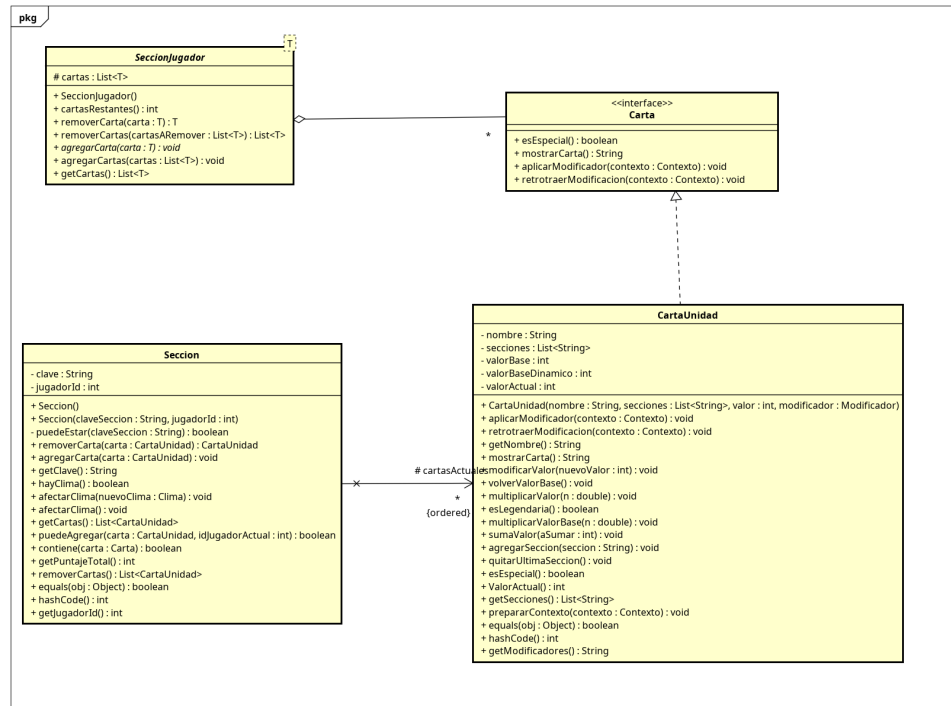 pkg
T
SeccionJugador
# cartas : List<T>
+ SeccionJugador()
+ cartasRestantes() : int
+ removerCarta(carta : T) : T
+ removerCartas(cartasARemover : List<T>) : List<T>
+ agregarCarta(carta : T) : void
+ agregarCartas(cartas : List<T>) : void
+ getCartas() : List<T>
*
<<interface>>
Carta
+ esEspecial() : boolean
+ mostrarCarta() : String
+ aplicarModificador(contexto : Contexto) : void
+ retrotraerModificacion(contexto : Contexto) : void
Seccion
- clave : String
- jugadorId : int
+ Seccion()
+ Seccion(claveSeccion : String, jugadorId : int)
- puedeEstar(claveSeccion : String) : boolean
+ removerCarta(carta : CartaUnidad) : CartaUnidad
+ agregarCarta(carta : CartaUnidad) : void
+ getClave() : String
+ hayClima() : boolean
+ afectarClima(nuevoClima : Clima) : void
+ afectarClima() : void
+ getCartas() : List<CartaUnidad>
+ puedeAgregar(carta : CartaUnidad, idJugadorActual : int) : boolean
+ contiene(carta : Carta) : boolean
+ getPuntajeTotal() : int
+ removerCartas() : List<CartaUnidad>
+ equals(obj : Object) : boolean
+ hashCode() : int
+ getJugadorId() : int
# cartasActuales
*
{ordered}
CartaUnidad
- nombre : String
- secciones : List<String>
- valorBase : int
- valorBaseDinamico : int
- valorActual : int
+ CartaUnidad(nombre : String, secciones : List<String>, valor : int, modificador : Modificador)
+ aplicarModificador(contexto : Contexto) : void
+ retrotraerModificacion(contexto : Contexto) : void
+ getNombre() : String
+ mostrarCarta() : String
+ modificarValor(nuevoValor : int) : void
+ volverValorBase() : void
+ multiplicarValor(n : double) : void
+ esLegendaria() : boolean
+ multiplicarValorBase(n : double) : void
+ sumaValor(aSumar : int) : void
+ agregarSeccion(seccion : String) : void
+ quitarUltimaSeccion() : void
+ esEspecial() : boolean
+ ValorActual() : int
+ getSecciones() : List<String>
+ prepararContexto(contexto : Contexto) : void
+ equals(obj : Object) : boolean
+ hashCode() : int
+ getModificadores() : String